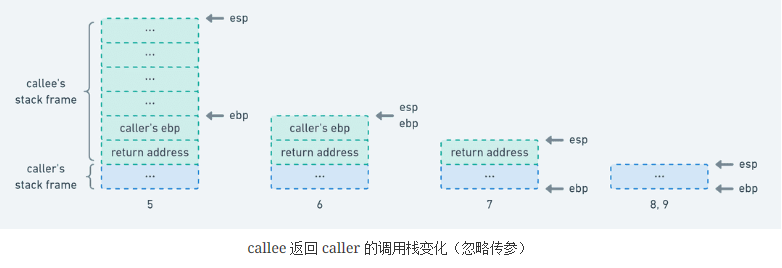 ...
esp
...
...
callee's
stack frame
...
ebp
caller's ebp
return address
caller's
stack frame
...
5
esp
ebp
caller's ebp
return address
...
6
esp
return address
...
ebp
7
esp
...
ebp
8, 9
callee 返回 caller 的调用栈变化（忽略传参）